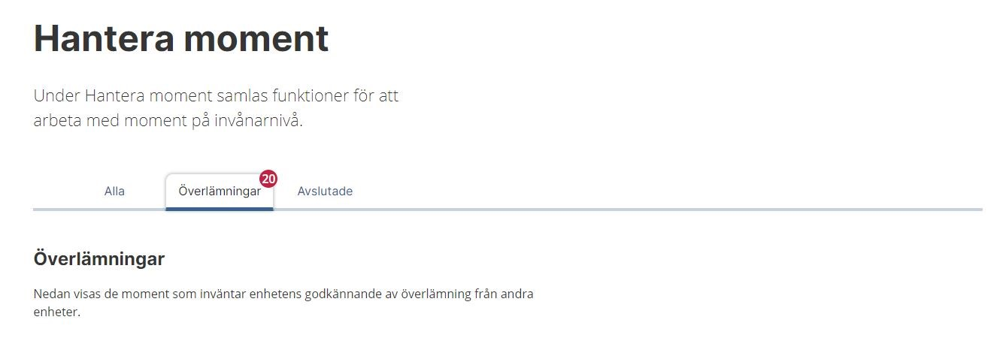 Hantera moment
Under Hantera moment samlas funktioner för att
arbeta med moment på invånarnivå.
Alla
Överlämningar
20
Avslutade
Överlämningar
Nedan visas de moment som inväntar enhetens godkännande av överlämning från andra
enheter.